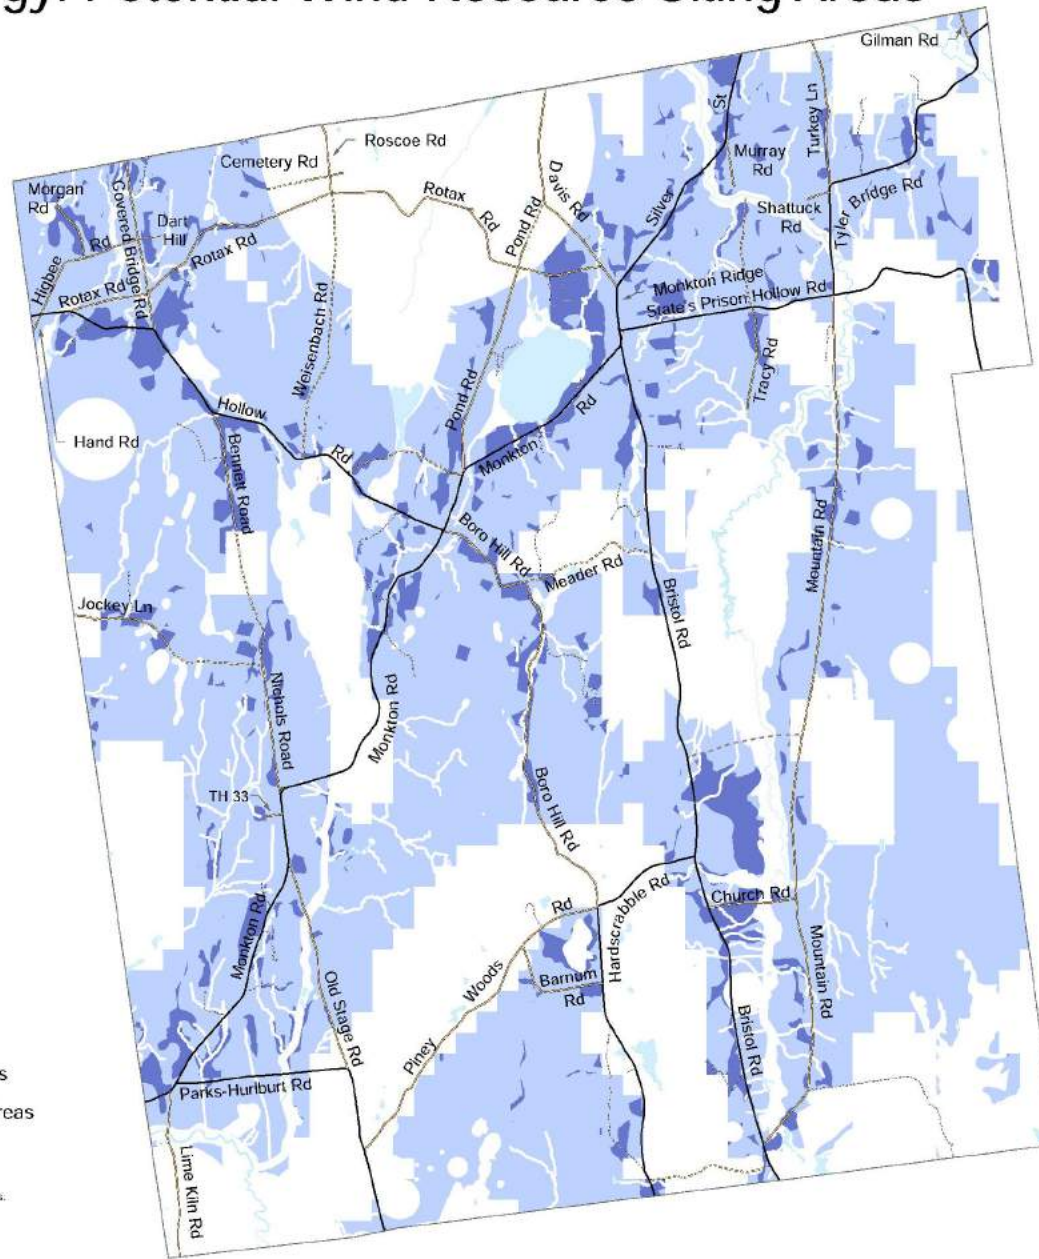 Potential Wind Resource Siting Areas
Gilman Rd
Roscoe Rd
Cemetery Rd
St
Turkey Ln
Murray
Rd
Morgan
Rd
Covered Bridge Rd
Dart
Hill
Rd
Rotax
Rd
Davis Rd
Pond Rd
Silver
Shattuck
Rd
Tyler Bridge Rd
Higbee
Rotax Rd
Rotax Rd
Weisenbach Rd
Monkton Ridge
State's Prison Hollow Rd
Tracy Rd
Pond Rd
Hollow
Rd
Monkton
Rd
Hand Rd
Bennett Road
Boro Hill Rd
Meader Rd
Mountain Rd
Jockey Ln
Bristol Rd
Nichols Road
Monkton Rd
TH 33
Boro Hill Rd
Hardscrabble Rd
Church Rd
Monkton Rd
Rd
Woods
Barnum
Rd
Mountain Rd
Old Stage Rd
Piney
Bristol Rd
Parks-Hurlburt Rd
Lime Kiln Rd